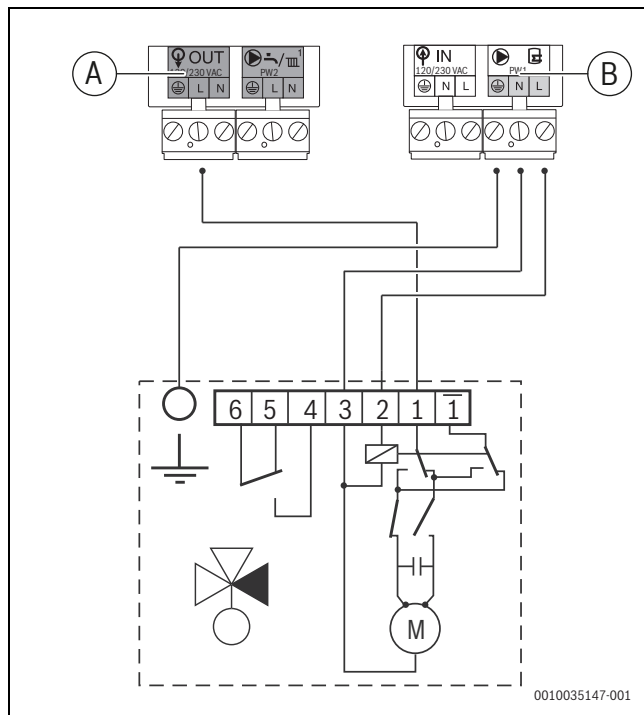 A
OUT
120/230 VAC
L N
/ 1
PW2
L N
IN
120/230 VAC
N L
PW1
N L
B
6 5 4 3 2 1 1̅
M
0010035147-001